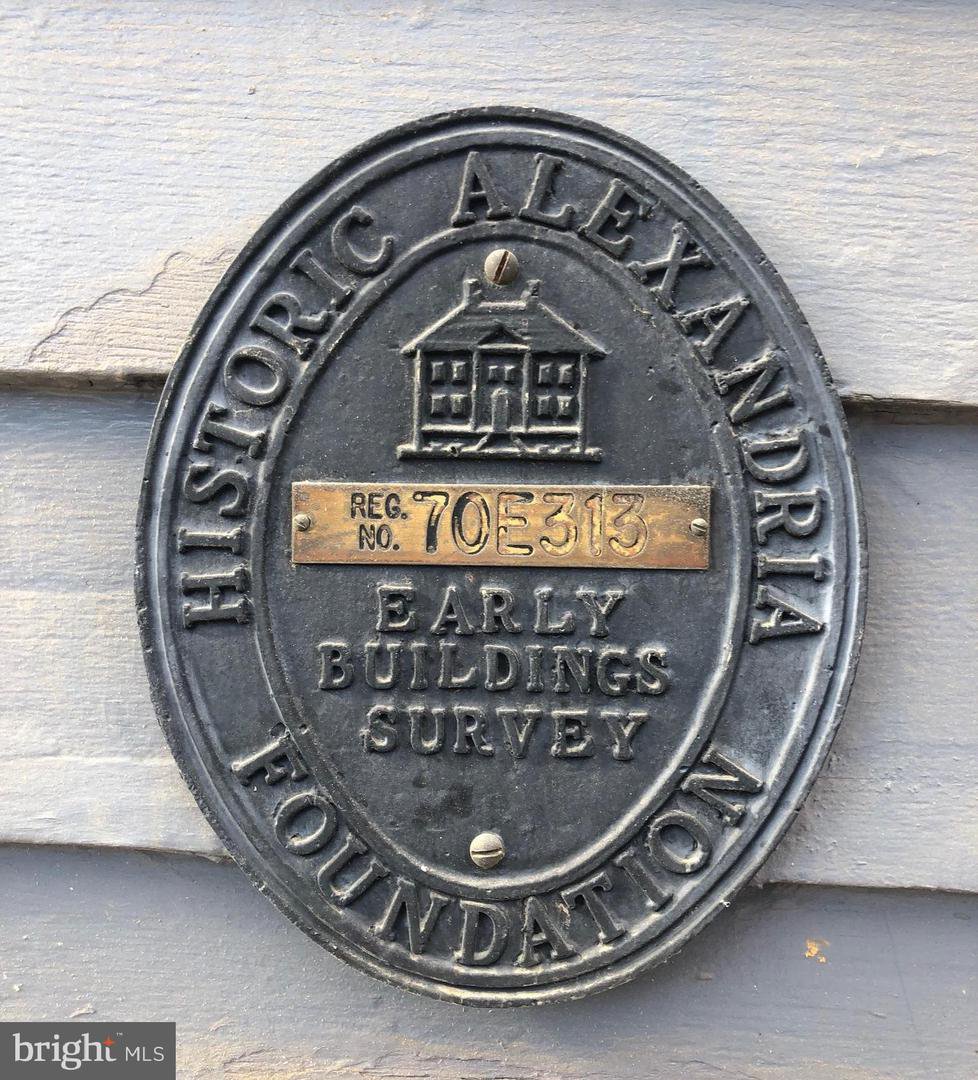 HISTORIC ALEXANDRIA
REG.
NO. 70E313
EARLY
BUILDINGS
SURVEY
FOUNDATION
bright MLS